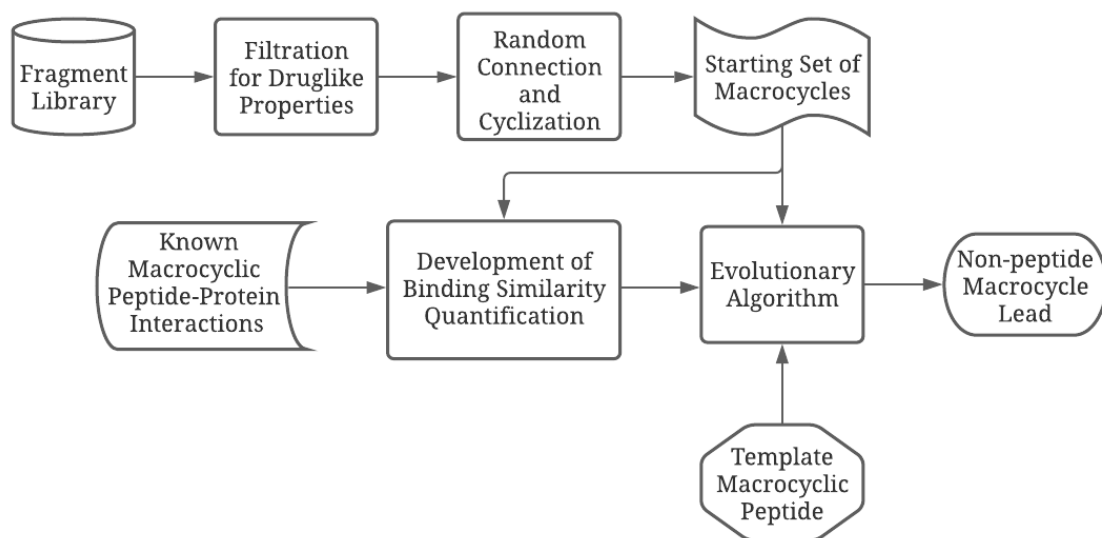 Fragment
Library
Filtration
for Druglike
Properties
Random
Connection
and
Cyclization
Starting Set of
Macrocycles
Known
Macrocyclic
Peptide-Protein
Interactions
Development of
Binding Similarity
Quantification
Evolutionary
Algorithm
Non-peptide
Macrocycle
Lead
Template
Macrocyclic
Peptide